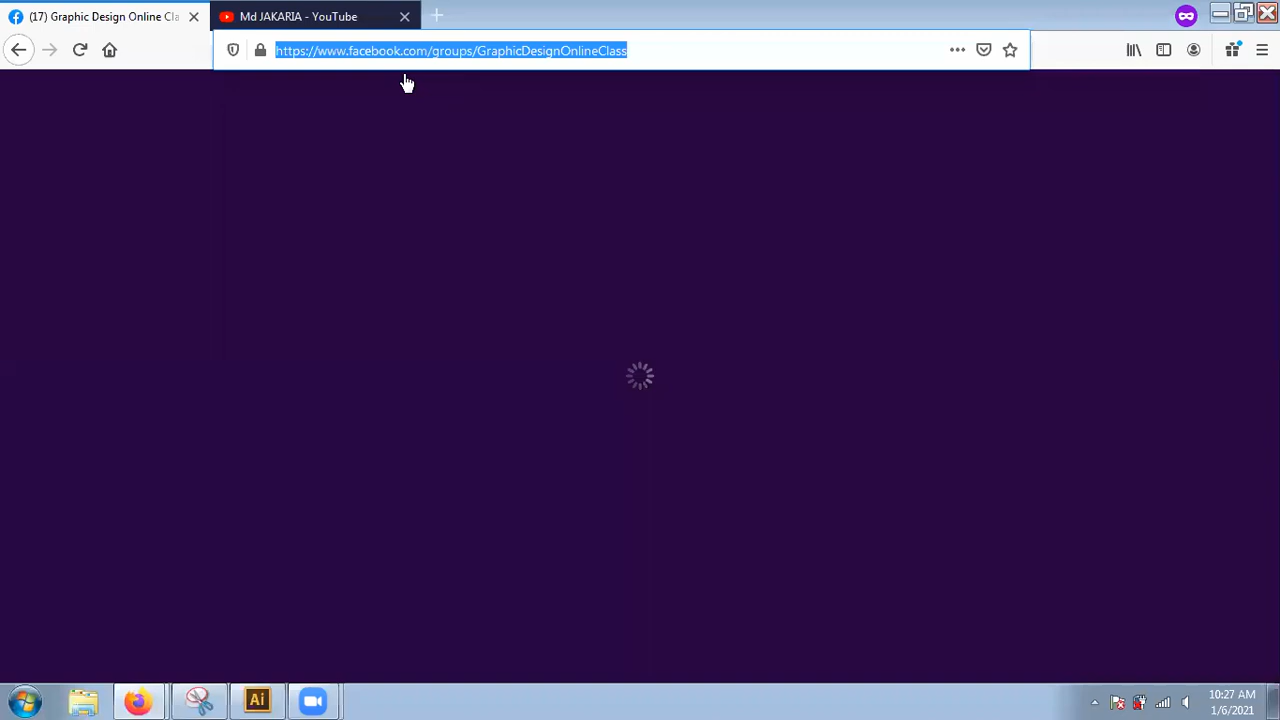 (17) Graphic Design Online Cla
Md JAKARIA - YouTube
https://www.facebook.com/groups/GraphicDesignOnlineClass
Ai
10:27 AM
1/6/2021